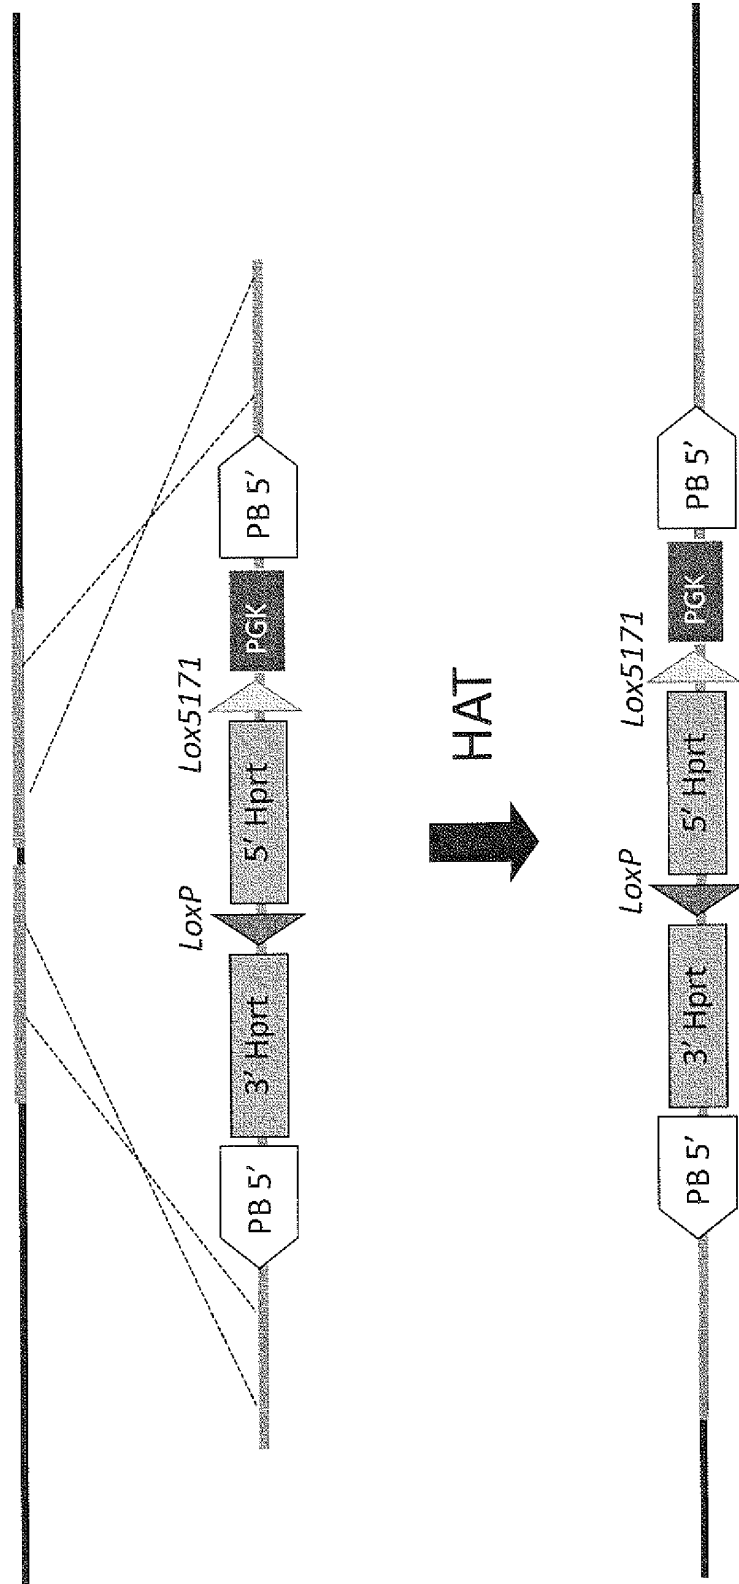 LoxP
Lox5171
PB 5'
3' Hprt
5' Hprt
PGK
PB 5'
HAT
LoxP
Lox5171
PB 5'
3' Hprt
5' Hprt
PGK
PB 5'